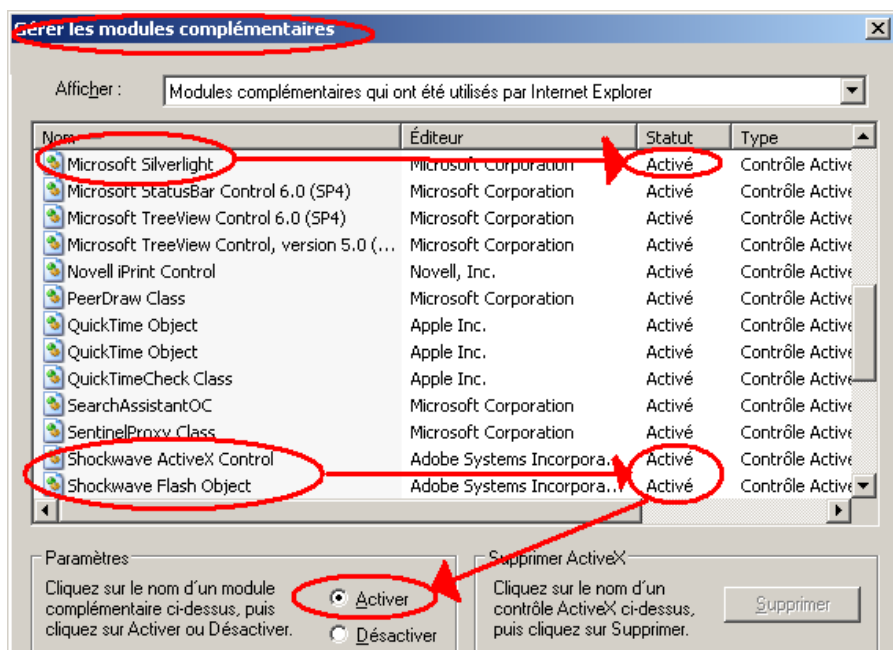 Gérer les modules complémentaires
Afficher : Modules complémentaires qui ont été utilisés par Internet Explorer
Nom Éditeur Statut Type
Microsoft Silverlight Microsoft Corporation Activé Contrôle Active
Microsoft StatusBar Control 6.0 (SP4) Microsoft Corporation Activé Contrôle Active
Microsoft TreeView Control 6.0 (SP4) Microsoft Corporation Activé Contrôle Active
Microsoft TreeView Control, version 5.0 (... Microsoft Corporation Activé Contrôle Active
Novell iPrint Control Novell, Inc. Activé Contrôle Active
PeerDraw Class Microsoft Corporation Activé Contrôle Active
QuickTime Object Apple Inc. Activé Contrôle Active
QuickTime Object Apple Inc. Activé Contrôle Active
QuickTimeCheck Class Apple Inc. Activé Contrôle Active
SearchAssistantOC Microsoft Corporation Activé Contrôle Active
SentinelProxy Class Microsoft Corporation Activé Contrôle Active
Shockwave ActiveX Control Adobe Systems Incorpora... Activé Contrôle Active
Shockwave Flash Object Adobe Systems Incorpora... Activé Contrôle Active
Paramètres
Cliquez sur le nom d'un module
complémentaire ci-dessus, puis
cliquez sur Activer ou Désactiver.
Activer
Désactiver
Supprimer ActiveX
Cliquez sur le nom d'un
contrôle ActiveX ci-dessus,
puis cliquez sur Supprimer.
Supprimer